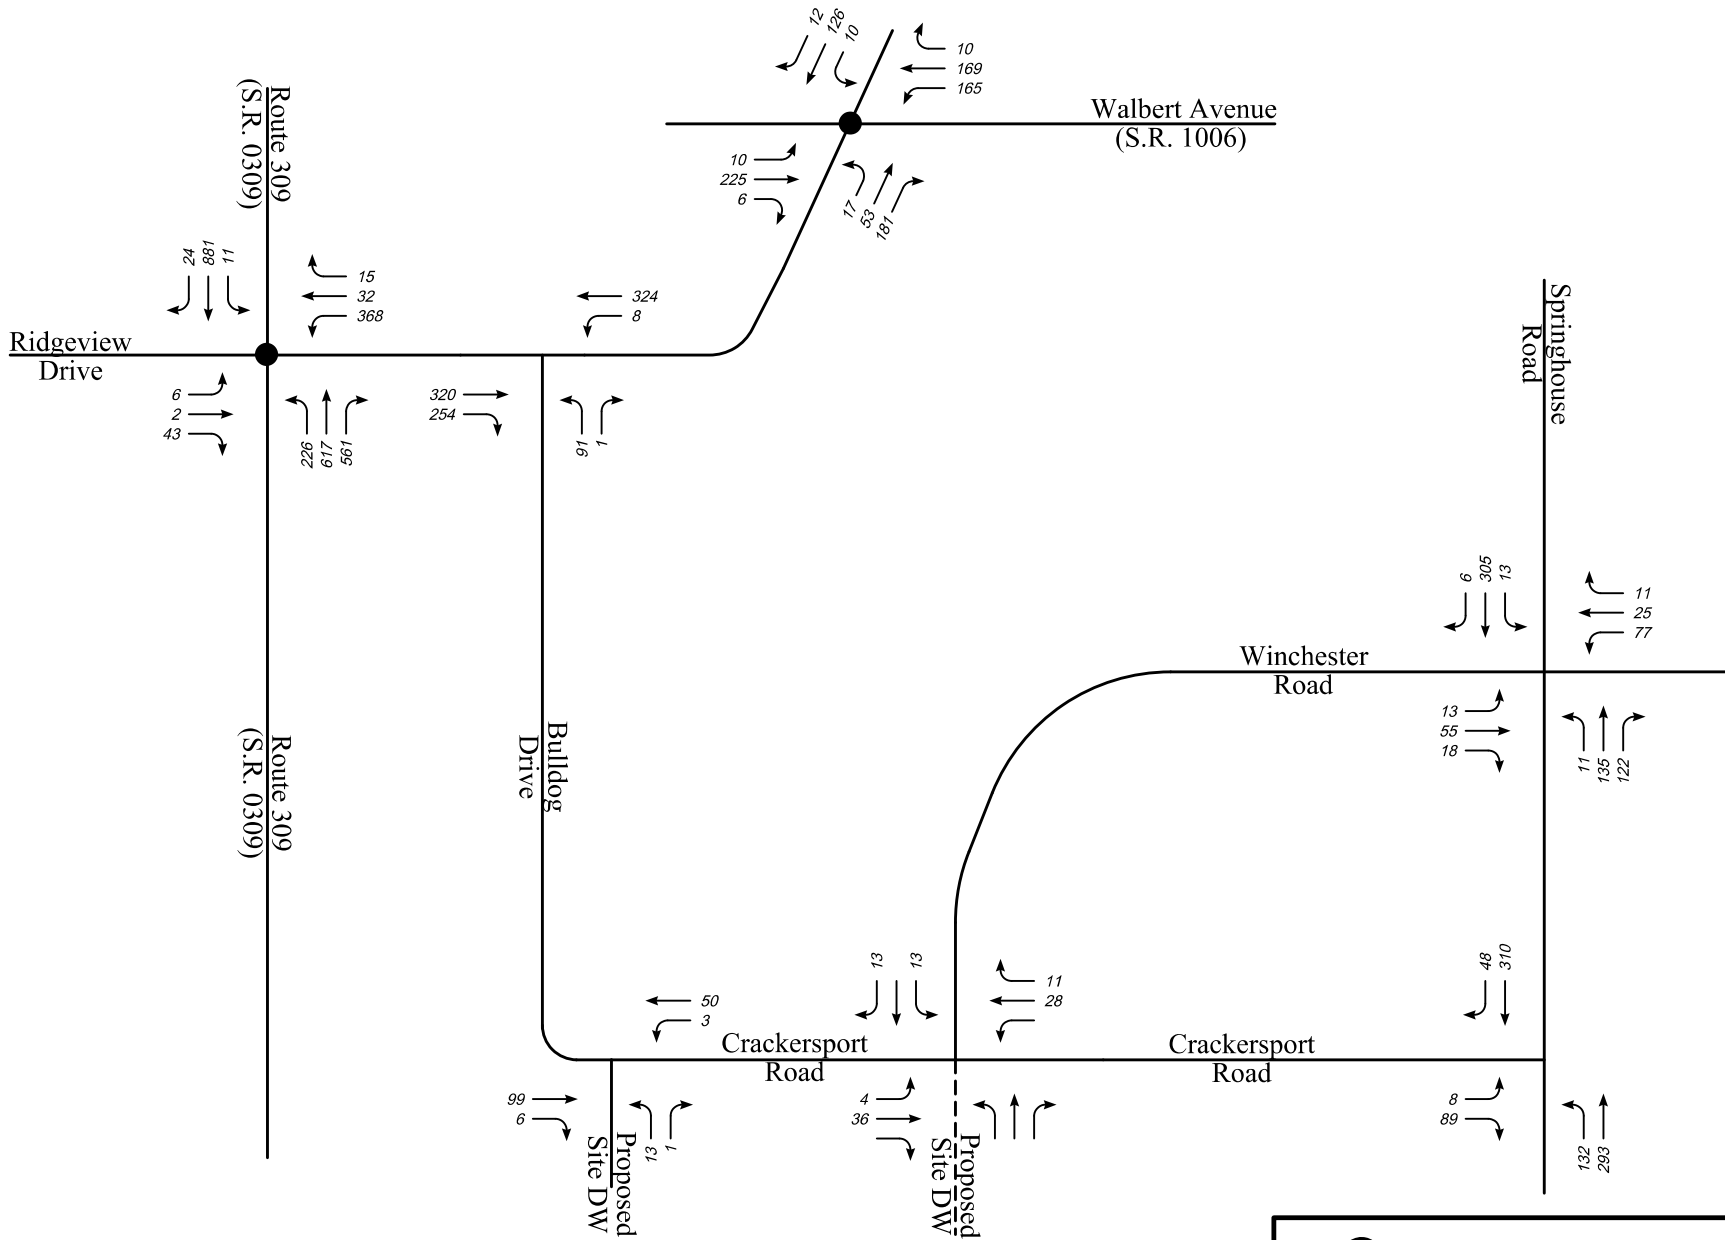 12
126
10
10
169
165
Walbert Avenue
(S.R. 1006)
10
225
6
17
53
181
Route 309
(S.R. 0309)
24
881
11
15
32
368
Ridgeview
Drive
6
2
43
226
617
561
324
8
320
254
91
1
Springhouse
Road
6
305
13
11
25
77
Winchester
Road
13
55
18
11
135
122
Bulldog
Drive
Route 309
(S.R. 0309)
50
3
Crackersport
Road
99
6
13
1
Proposed
Site DW
13
13
11
28
4
36
Proposed
Site DW
Crackersport
Road
48
310
8
89
132
293